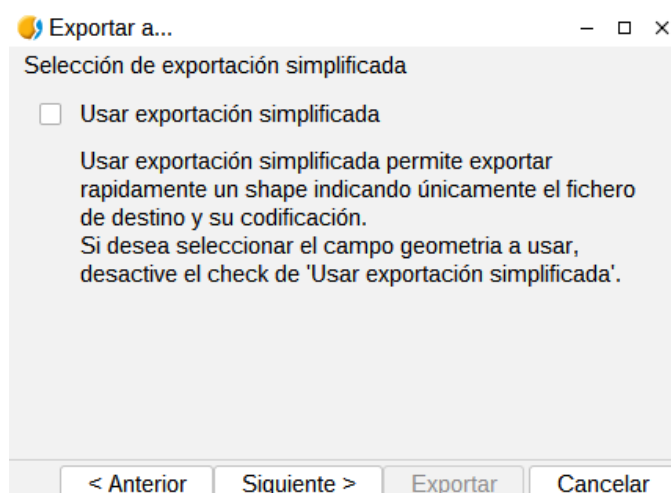 Exportar a...
Selección de exportación simplificada
Usar exportación simplificada
Usar exportación simplificada permite exportar
rapidamente un shape indicando únicamente el fichero
de destino y su codificación.
Si desea seleccionar el campo geometria a usar,
desactive el check de 'Usar exportación simplificada'.
< Anterior
Siguiente >
Exportar
Cancelar